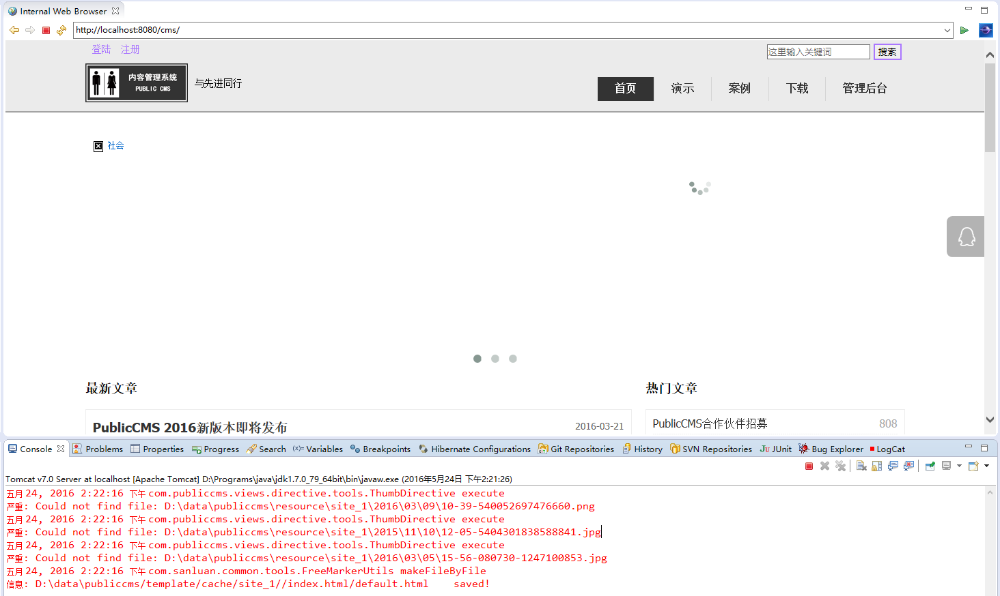 Internal Web Browser
http://localhost:8080/cms/
登陆 注册
这里输入关键词 搜索
内容管理系统
PUBLIC CMS
与先进同行
首页 演示 案例 下载 管理后台
社会
最新文章
热门文章
PublicCMS 2016新版本即将发布 2016-03-21
PublicCMS合作伙伴招募 808
Console Problems Properties Progress Search (x)= Variables Breakpoints Hibernate Configurations Git Repositories History SVN Repositories JUnit Bug Explorer LogCat
Tomcat v7.0 Server at localhost [Apache Tomcat] D:\Programs\java\jdk1.7.0_79_64bit\bin\javaw.exe (2016年5月24日 下午2:21:26)
五月 24, 2016 2:22:16 下午 com.publiccms.views.directive.tools.ThumbDirective execute
严重: Could not find file: D:\data\publiccms\resource\site_1\2016\03\09\10-39-540052697476660.png
五月 24, 2016 2:22:16 下午 com.publiccms.views.directive.tools.ThumbDirective execute
严重: Could not find file: D:\data\publiccms\resource\site_1\2015\11\10\12-05-5404301838588841.jpg
五月 24, 2016 2:22:16 下午 com.publiccms.views.directive.tools.ThumbDirective execute
严重: Could not find file: D:\data\publiccms\resource\site_1\2016\03\05\15-56-080730-1247100853.jpg
五月 24, 2016 2:22:16 下午 com.sanluan.common.tools.FreeMarkerUtils makeFileByFile
信息: D:\data\publiccms/template/cache/site_1//index.html/default.html saved!